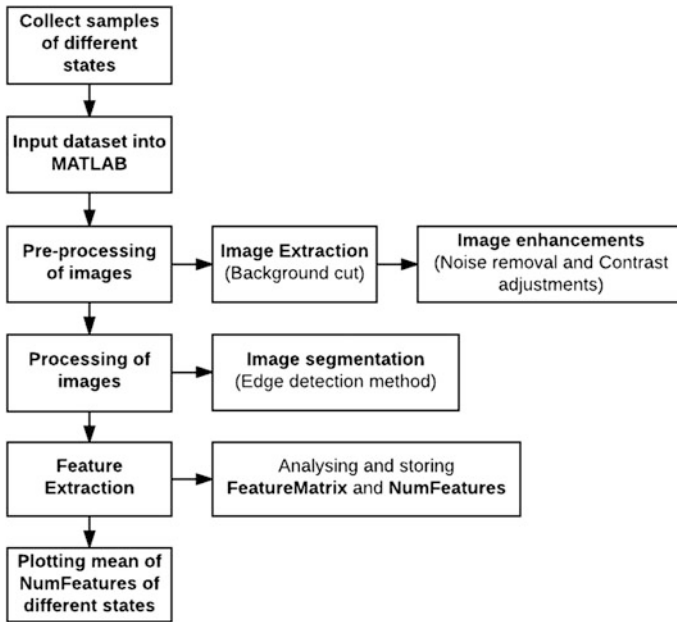 Collect samples
of different
states
Input dataset into
MATLAB
Pre-processing
of images
Image Extraction
(Background cut)
Image enhancements
(Noise removal and Contrast
adjustments)
Processing of
images
Image segmentation
(Edge detection method)
Feature
Extraction
Analysing and storing
FeatureMatrix and NumFeatures
Plotting mean of
NumFeatures of
different states